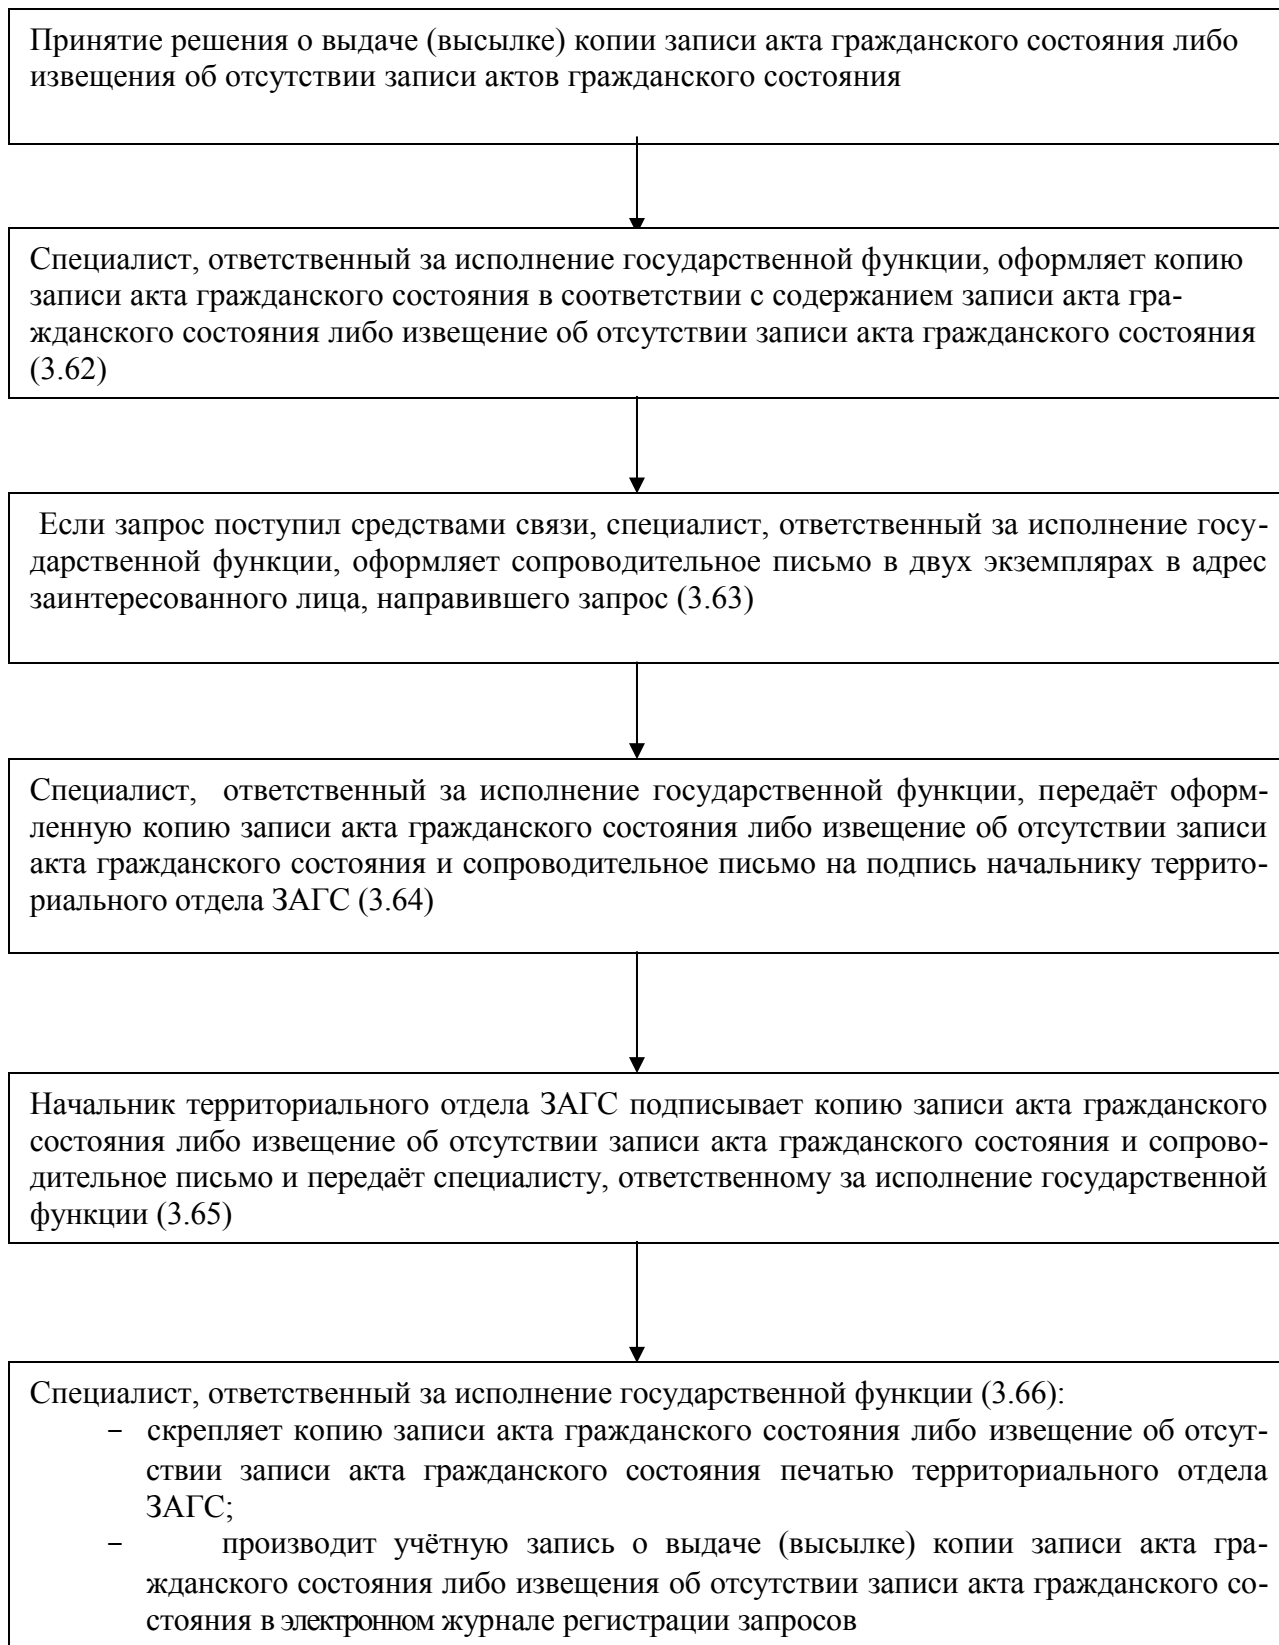 Принятие решения о выдаче (высылке) копии записи акта гражданского состояния либо
извещения об отсутствии записи актов гражданского состояния
Специалист, ответственный за исполнение государственной функции, оформляет копию
записи акта гражданского состояния в соответствии с содержанием записи акта гра-
жданского состояния либо извещение об отсутствии записи акта гражданского состояния
(3.62)
Если запрос поступил средствами связи, специалист, ответственный за исполнение госу-
дарственной функции, оформляет сопроводительное письмо в двух экземплярах в адрес
заинтересованного лица, направившего запрос (3.63)
Специалист, ответственный за исполнение государственной функции, передаёт оформ-
ленную копию записи акта гражданского состояния либо извещение об отсутствии записи
акта гражданского состояния и сопроводительное письмо на подпись начальнику террито-
риального отдела ЗАГС (3.64)
Начальник территориального отдела ЗАГС подписывает копию записи акта гражданского
состояния либо извещение об отсутствии записи акта гражданского состояния и сопрово-
дительное письмо и передаёт специалисту, ответственному за исполнение государственной
функции (3.65)
Специалист, ответственный за исполнение государственной функции (3.66):
– скрепляет копию записи акта гражданского состояния либо извещение об отсут-
ствии записи акта гражданского состояния печатью территориального отдела
ЗАГС;
– производит учётную запись о выдаче (высылке) копии записи акта гра-
жданского состояния либо извещения об отсутствии записи акта гражданского со-
стояния в электронном журнале регистрации запросов